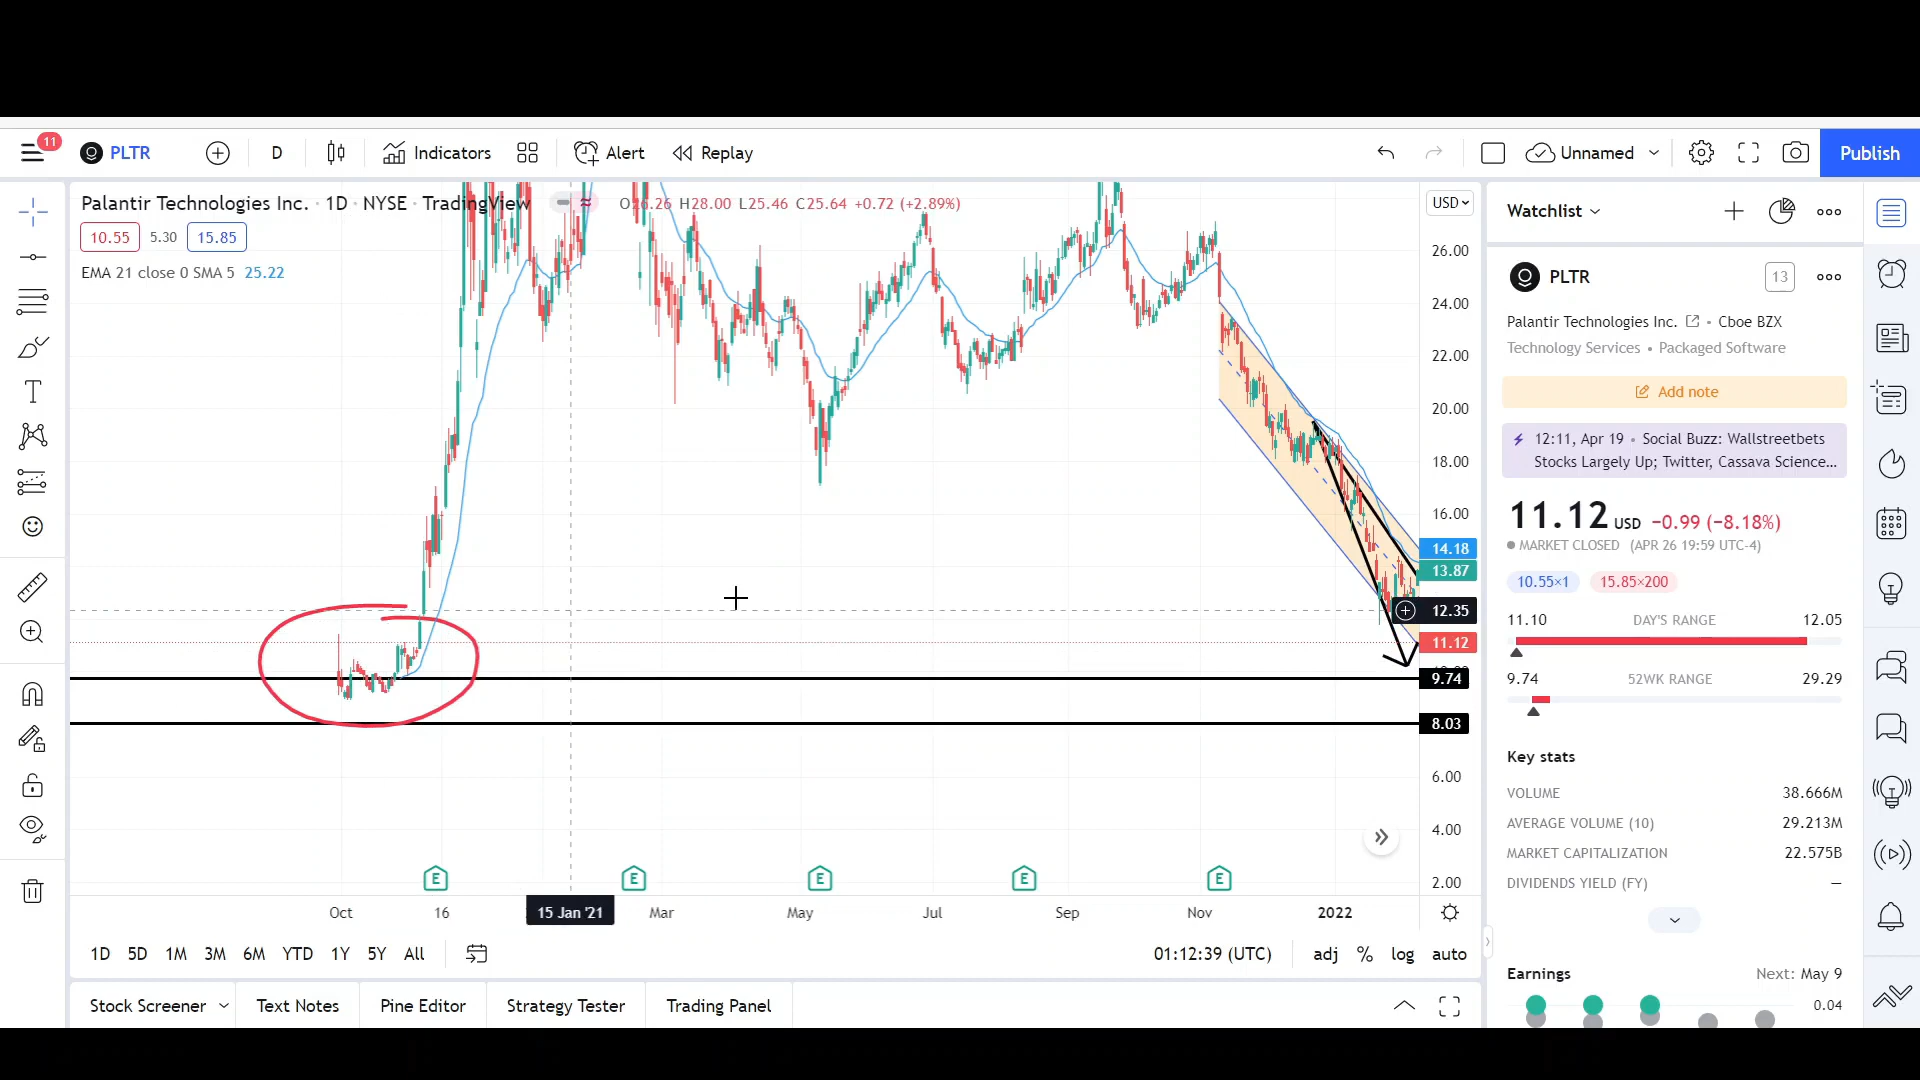 11
PLTR
D
Indicators
Alert
Replay
Unnamed
Publish
Palantir Technologies Inc. · 1D · NYSE · TradingView
O26.26 H28.00 L25.46 C25.64 +0.72 (+2.89%)
USD
10.55 5.30 15.85
EMA 21 close 0 SMA 5 25.22
26.00
24.00
22.00
20.00
18.00
16.00
14.18
13.87
12.35
11.12
9.74
8.03
6.00
4.00
2.00
E E E E E
Oct 16 15 Jan '21 Mar May Jul Sep Nov 2022
1D 5D 1M 3M 6M YTD 1Y 5Y All
01:12:39 (UTC) adj % log auto
Stock Screener Text Notes Pine Editor Strategy Tester Trading Panel
Watchlist
PLTR 13
Palantir Technologies Inc. • Cboe BZX
Technology Services • Packaged Software
Add note
12:11, Apr 19 • Social Buzz: Wallstreetbets
Stocks Largely Up; Twitter, Cassava Science...
11.12 USD −0.99 (−8.18%)
MARKET CLOSED (APR 26 19:59 UTC-4)
10.55×1 15.85×200
11.10 DAY'S RANGE 12.05
9.74 52WK RANGE 29.29
Key stats
VOLUME 38.666M
AVERAGE VOLUME (10) 29.213M
MARKET CAPITALIZATION 22.575B
DIVIDENDS YIELD (FY) —
Earnings Next: May 9
0.04